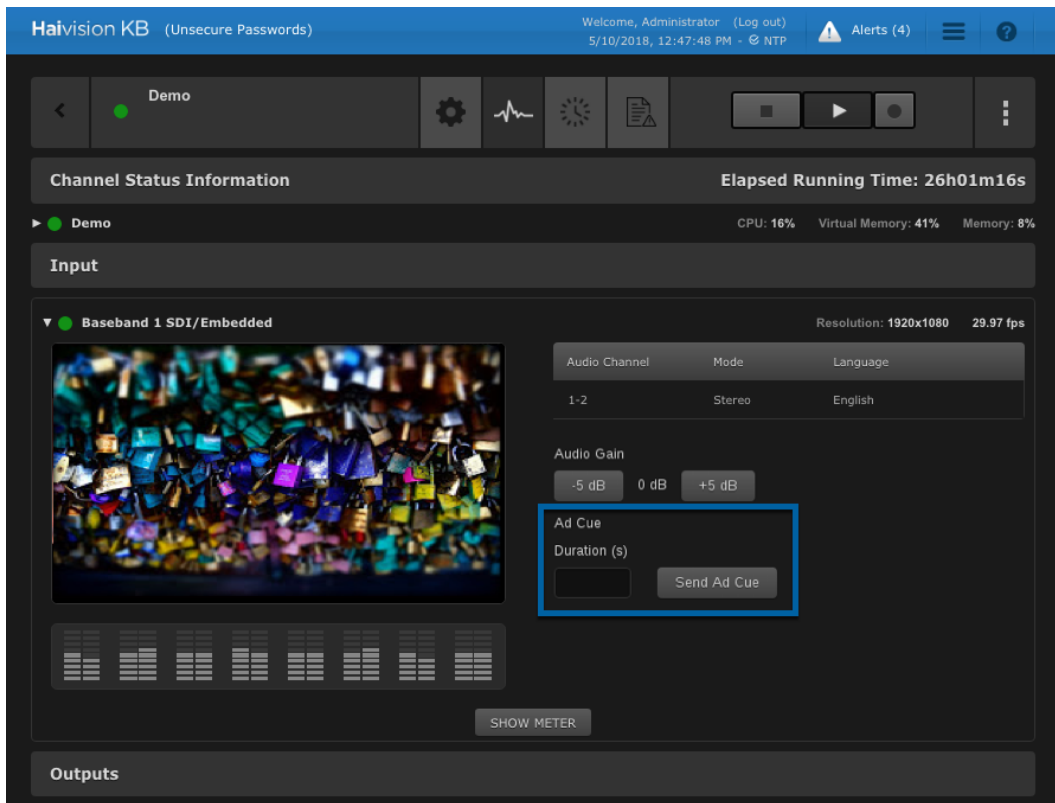 Haivision KB (Unsecure Passwords)
Welcome, Administrator (Log out)
5/10/2018, 12:47:48 PM - NTP
Alerts (4)
?
Demo
Channel Status Information
Elapsed Running Time: 26h01m16s
Demo
CPU: 16% Virtual Memory: 41% Memory: 8%
Input
Baseband 1 SDI/Embedded
Resolution: 1920x1080 29.97 fps
Audio Channel Mode Language
1-2 Stereo English
Audio Gain
-5 dB 0 dB +5 dB
Ad Cue
Duration (s)
Send Ad Cue
SHOW METER
Outputs